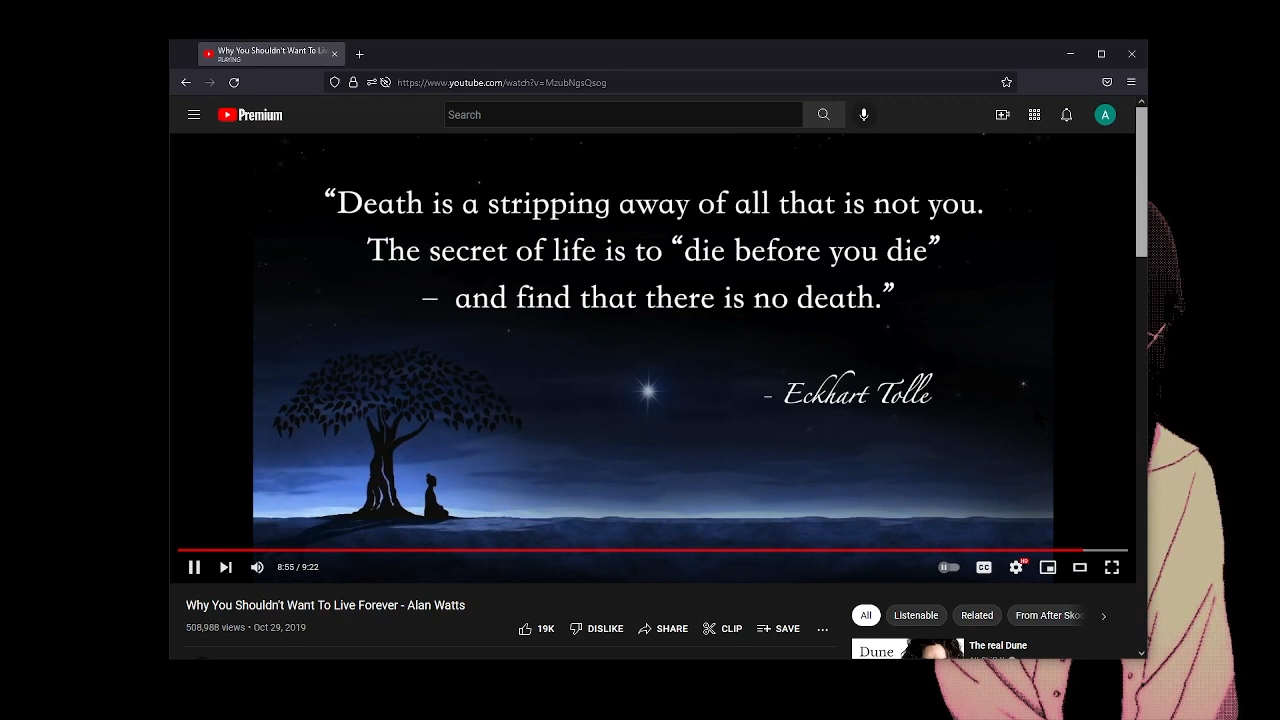 Why You Shouldn't Want To Liv
PLAYING
https://www.youtube.com/watch?v=MzubNgsQsog
Premium
Search
A
“Death is a stripping away of all that is not you.
The secret of life is to “die before you die”
– and find that there is no death.”
- Eckhart Tolle
8:55 / 9:22
CC
HD
Why You Shouldn't Want To Live Forever - Alan Watts
508,988 views • Oct 29, 2019
19K
DISLIKE
SHARE
CLIP
SAVE
All
Listenable
Related
From After Skoo
Dune
The real Dune